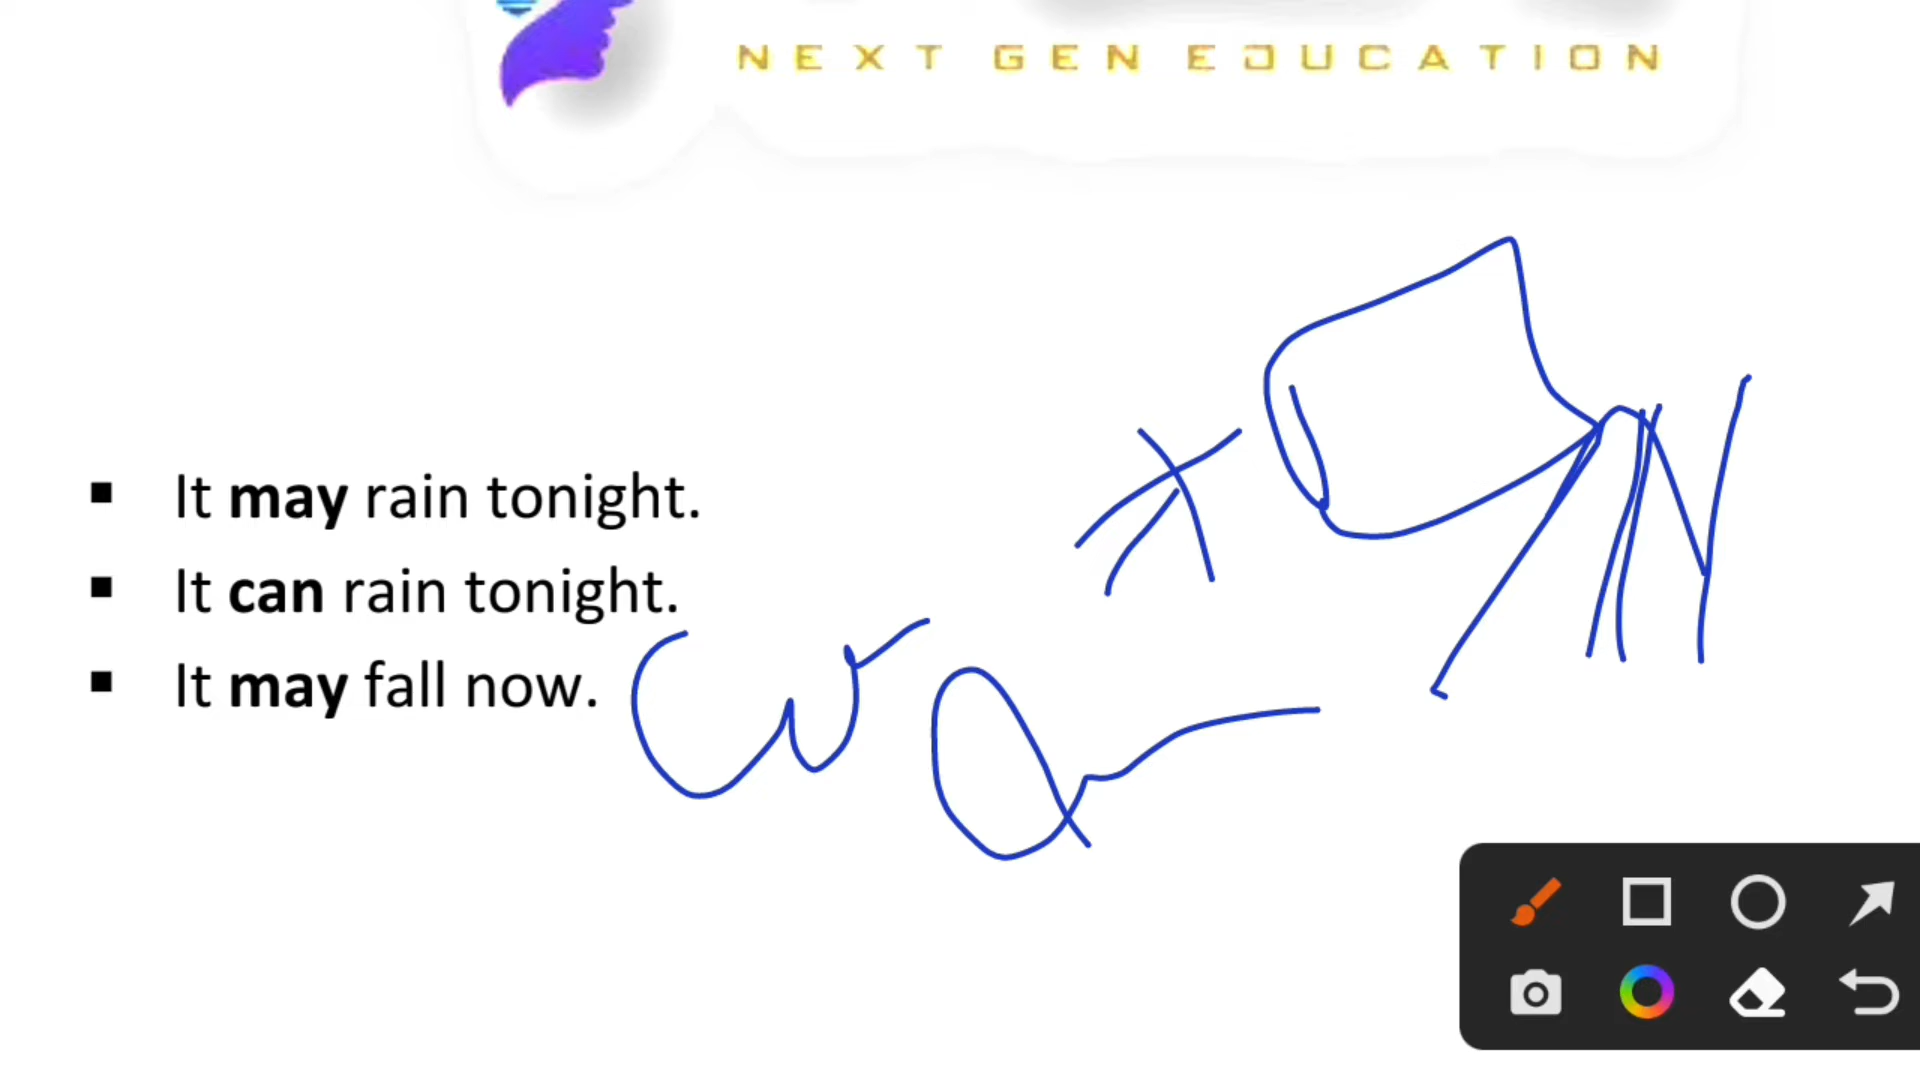 NEXT GEN EDUCATION
▪ It may rain tonight.
▪ It can rain tonight.
▪ It may fall now.